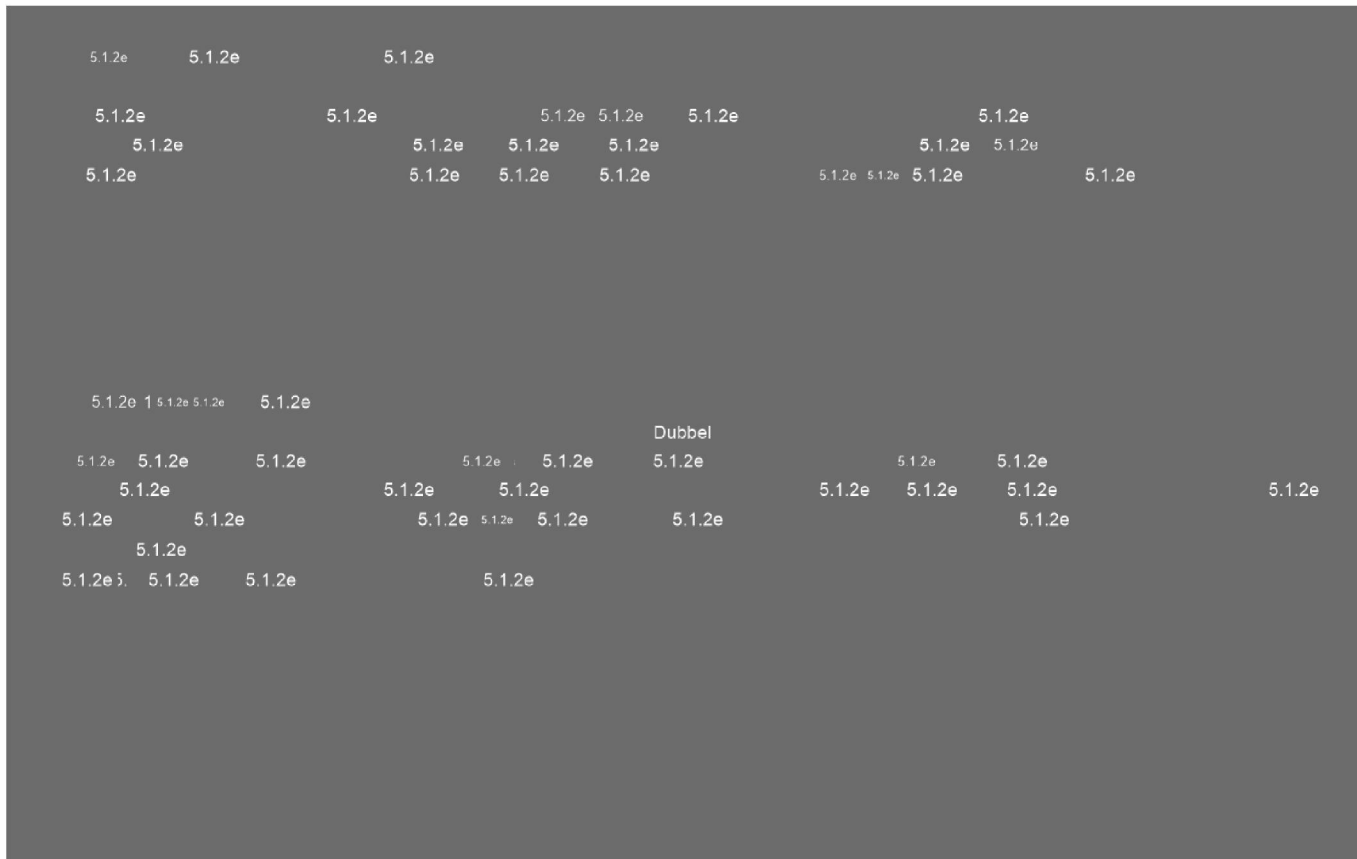 5.1.2e 5.1.2e 5.1.2e
5.1.2e 5.1.2e 5.1.2e 5.1.2e 5.1.2e 5.1.2e
5.1.2e 5.1.2e 5.1.2e 5.1.2e 5.1.2e 5.1.2e
5.1.2e 5.1.2e 5.1.2e 5.1.2e 5.1.2e 5.1.2e 5.1.2e 5.1.2e
5.1.2e 1 5.1.2e 5.1.2e 5.1.2e
Dubbel
5.1.2e 5.1.2e 5.1.2e 5.1.2e 5.1.2e 5.1.2e 5.1.2e 5.1.2e
5.1.2e 5.1.2e 5.1.2e 5.1.2e 5.1.2e 5.1.2e 5.1.2e
5.1.2e 5.1.2e 5.1.2e 5.1.2e 5.1.2e 5.1.2e 5.1.2e
5.1.2e
5.1.2e 5. 5.1.2e 5.1.2e 5.1.2e